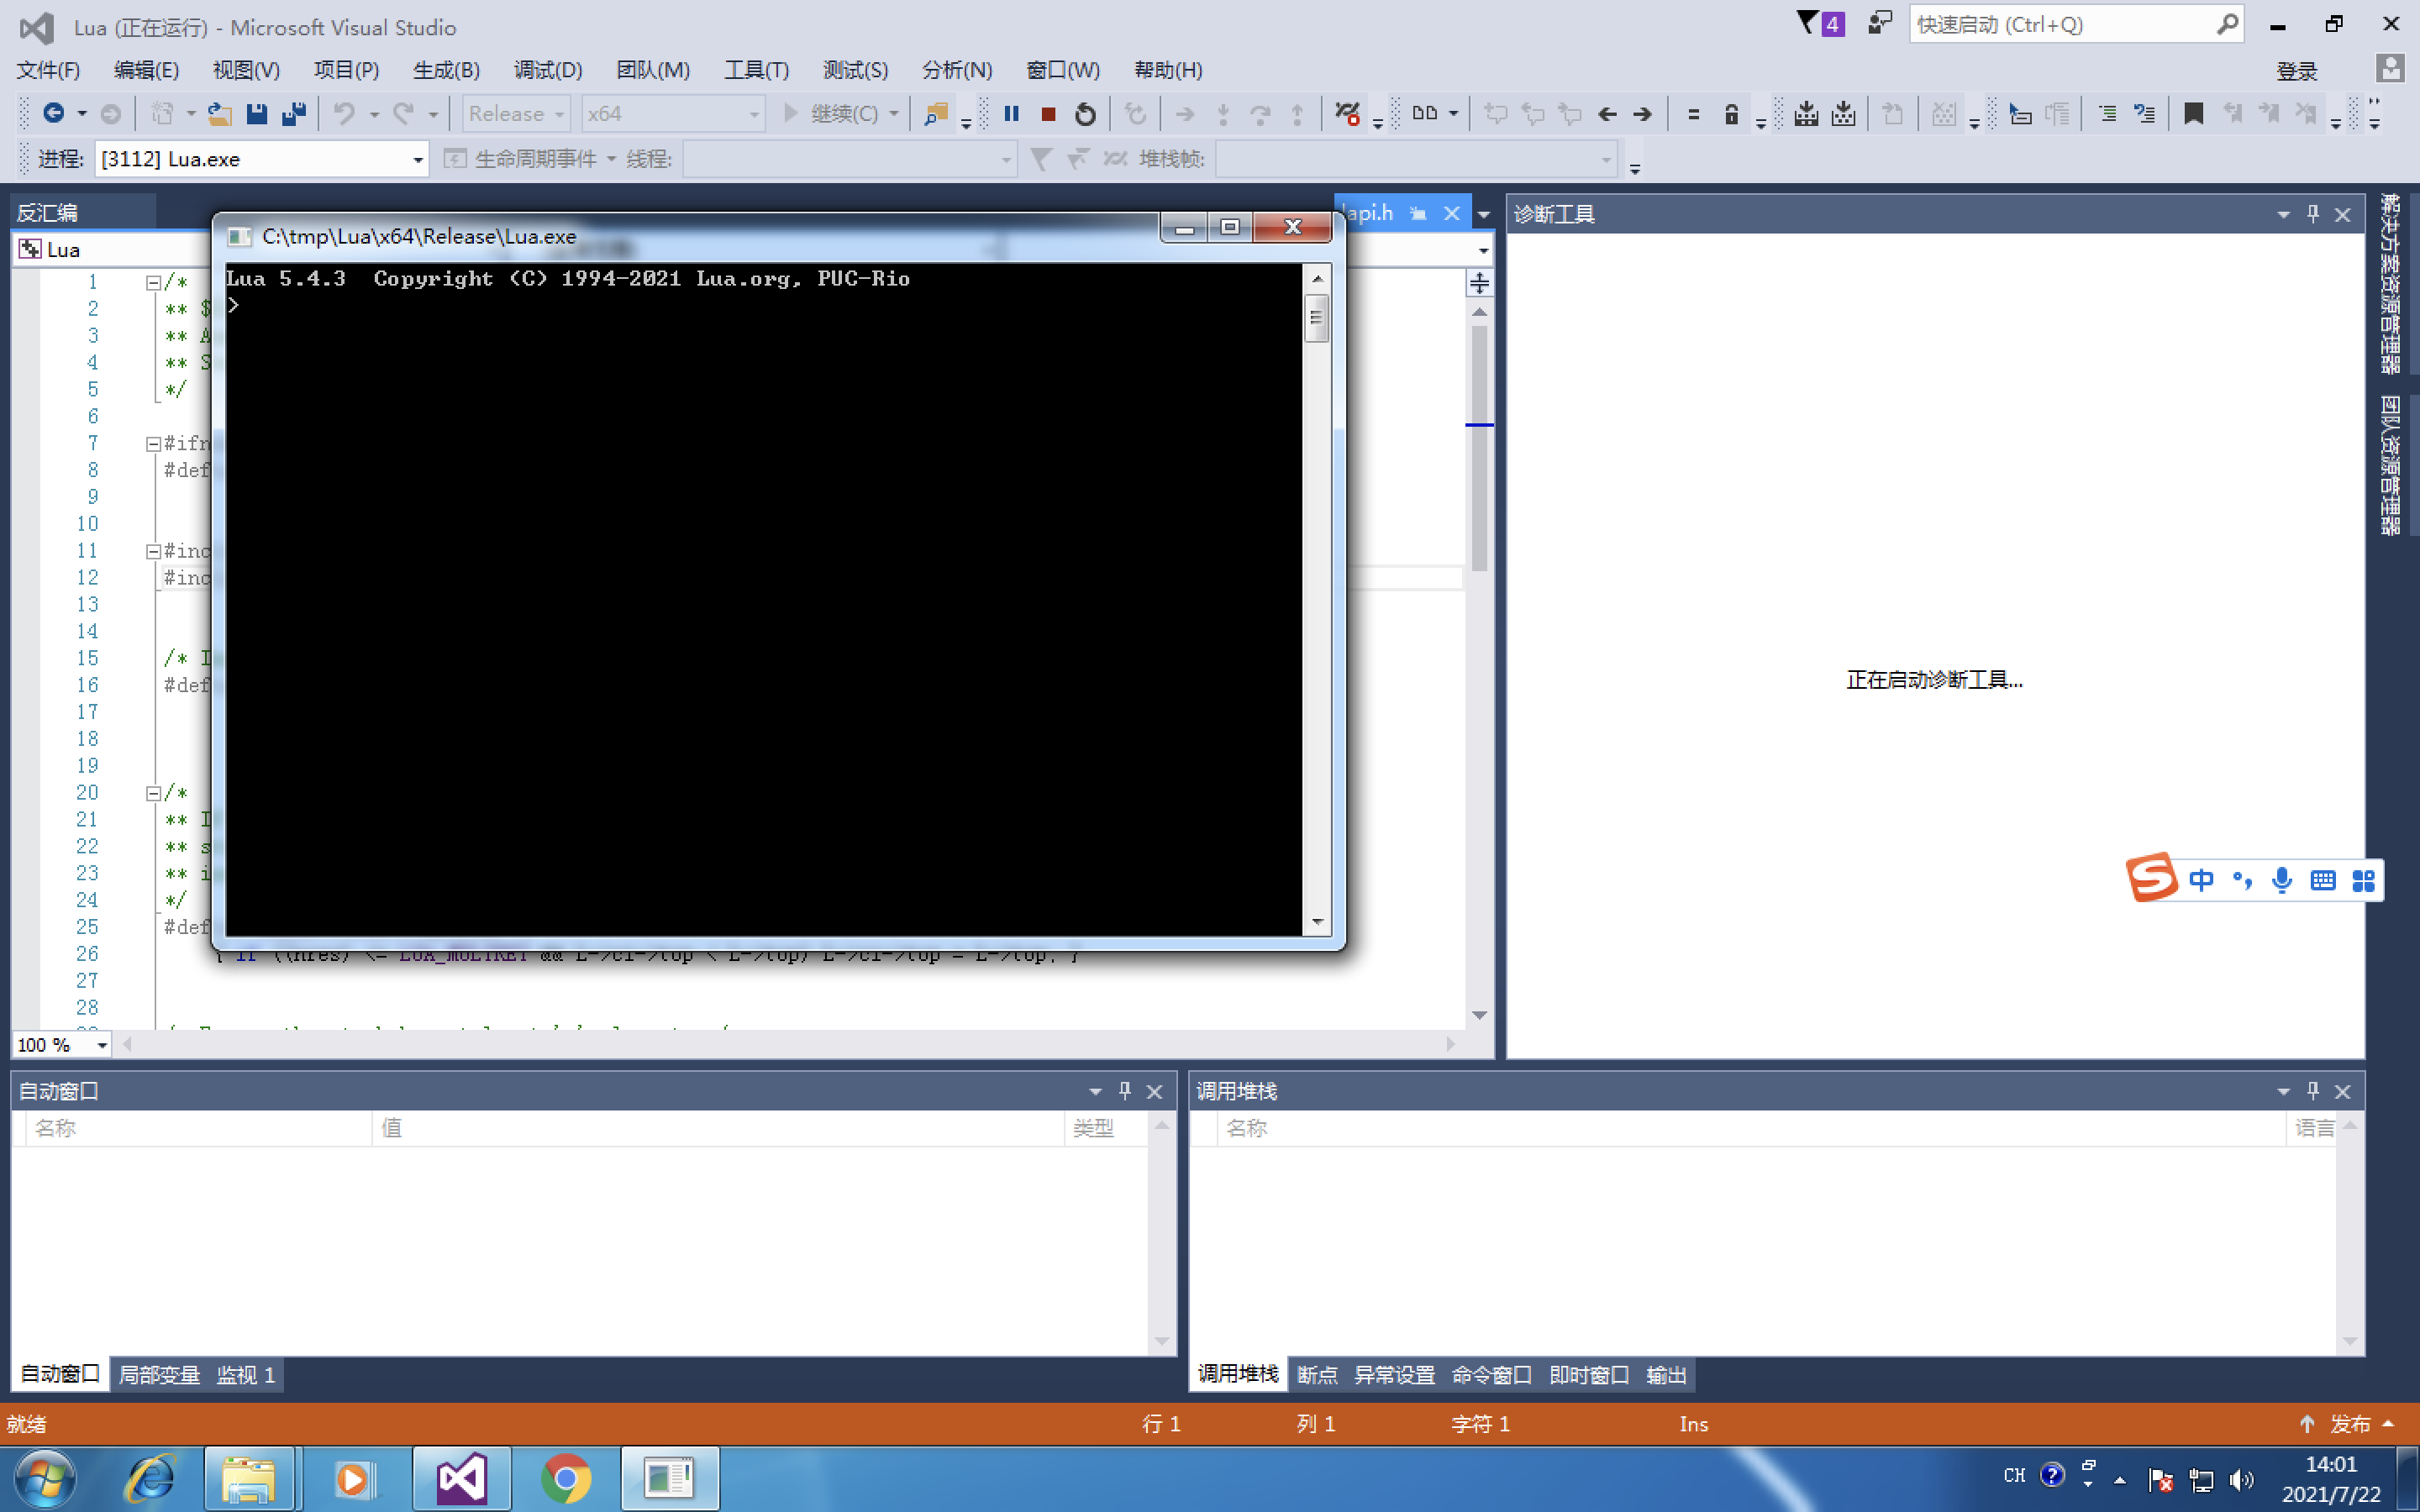 Lua (正在运行) - Microsoft Visual Studio
4
快速启动 (Ctrl+Q)
文件(F) 编辑(E) 视图(V) 项目(P) 生成(B) 调试(D) 团队(M) 工具(T) 测试(S) 分析(N) 窗口(W) 帮助(H)
登录
Release x64 继续(C)
进程: [3112] Lua.exe 生命周期事件 线程: 堆栈帧:
反汇编
lapi.h
诊断工具
Lua
C:\tmp\Lua\x64\Release\Lua.exe
Lua 5.4.3 Copyright (C) 1994-2021 Lua.org, PUC-Rio
>
1 /*
2 ** $
3 ** A
4 ** S
5 */
6
7 #ifn
8 #def
9
10
11 #inc
12 #inc
13
14
15 /* I
16 #def
17
18
19
20 /*
21 ** I
22 ** s
23 ** i
24 */
25 #def
26 { if ((nres) <= LUA_MULTRET && L->ci->top < L->top) L->ci->top = L->top; }
27
28
正在启动诊断工具...
解决方案资源管理器
团队资源管理器
中
100 %
自动窗口
名称 值 类型
自动窗口 局部变量 监视 1
调用堆栈
名称 语言
调用堆栈 断点 异常设置 命令窗口 即时窗口 输出
就绪 行 1 列 1 字符 1 Ins 发布
CH
14:01
2021/7/22